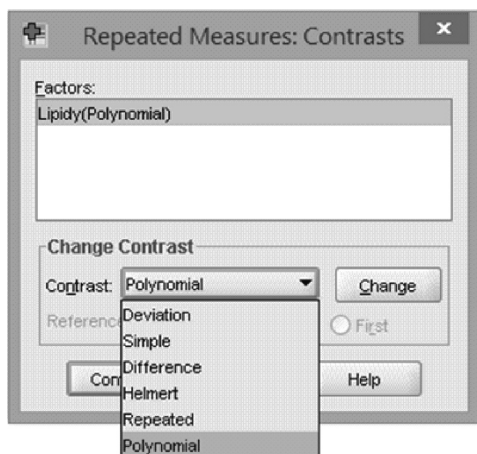 Repeated Measures: Contrasts
Factors:
Lipidy(Polynomial)
Change Contrast
Contrast: Polynomial Change
Deviation
First
Simple
Difference
Help
Helmert
Repeated
Polynomial